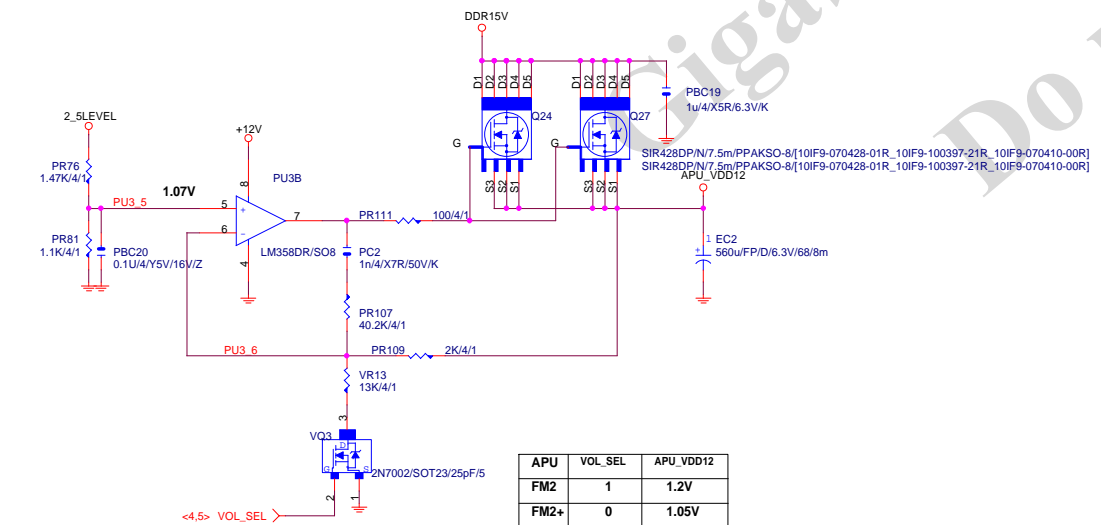 DDR15V
D1
D2
D3
D4
D5
D1
D2
D3
D4
D5
PBC19
1u/4/X5R/6.3V/K
Q24
Q27
G
G
S3
S2
S1
S3
S2
S1
SIR428DP/N/7.5m/PPAKSO-8/[10IF9-070428-01R_10IF9-100397-21R_10IF9-070410-00R]
SIR428DP/N/7.5m/PPAKSO-8/[10IF9-070428-01R_10IF9-100397-21R_10IF9-070410-00R]
APU_VDD12
2_5LEVEL
+12V
PR76
1.47K/4/1
8
PU3B
PU3_5
1.07V
5
+
6
-
7
4
LM358DR/SO8
PR111
100/4/1
PR81
1.1K/4/1
PBC20
0.1U/4/Y5V/16V/Z
PC2
1n/4/X7R/50V/K
1
+
EC2
560u/FP/D/6.3V/68/8m
PR107
40.2K/4/1
PU3_6
PR109
2K/4/1
VR13
13K/4/1
3
VQ3
D
G
S
2N7002/SOT23/25pF/5
2
1
<4,5> VOL_SEL
APU VOL_SEL APU_VDD12
FM2 1 1.2V
FM2+ 0 1.05V
Giga
Do